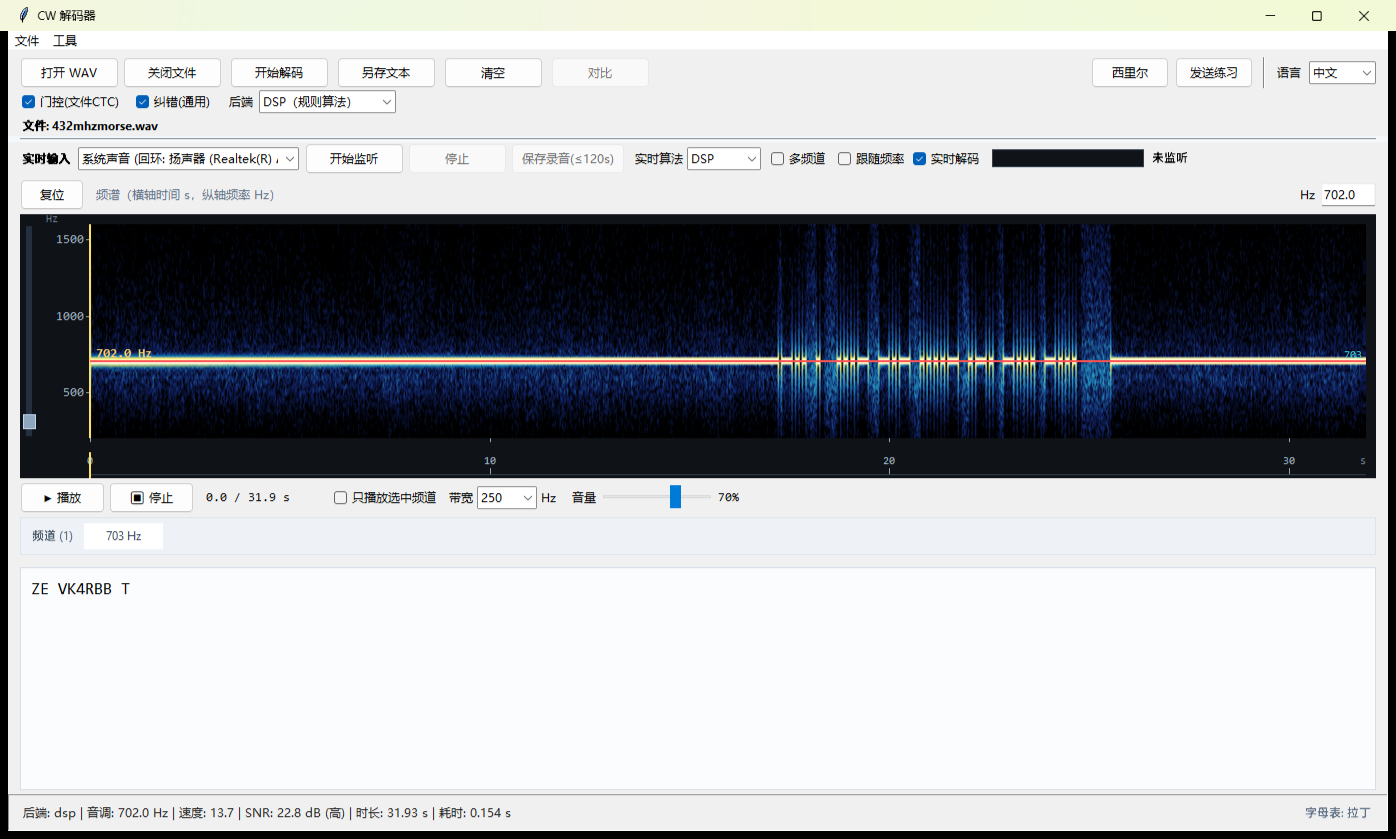 CW 解码器
文件 工具
打开 WAV 关闭文件 开始解码 另存文本 清空 对比 西里尔 发送练习 语言 中文
门控(文件CTC) 纠错(通用) 后端 DSP（规则算法）
文件: 432mhzmorse.wav
实时输入 系统声音 (回环: 扬声器 (Realtek(R) 开始监听 停止 保存录音(≤120s) 实时算法 DSP 多频道 跟随频率 实时解码 未监听
复位 频谱（横轴时间 s，纵轴频率 Hz） Hz 702.0
Hz
1500
1000
702.0 Hz 703
500
0 10 20 30 s
播放 停止 0.0 / 31.9 s 只播放选中频道 带宽 250 Hz 音量 70%
频道 (1) 703 Hz
ZE VK4RBB T
后端: dsp | 音调: 702.0 Hz | 速度: 13.7 | SNR: 22.8 dB (高) | 时长: 31.93 s | 耗时: 0.154 s 字母表: 拉丁